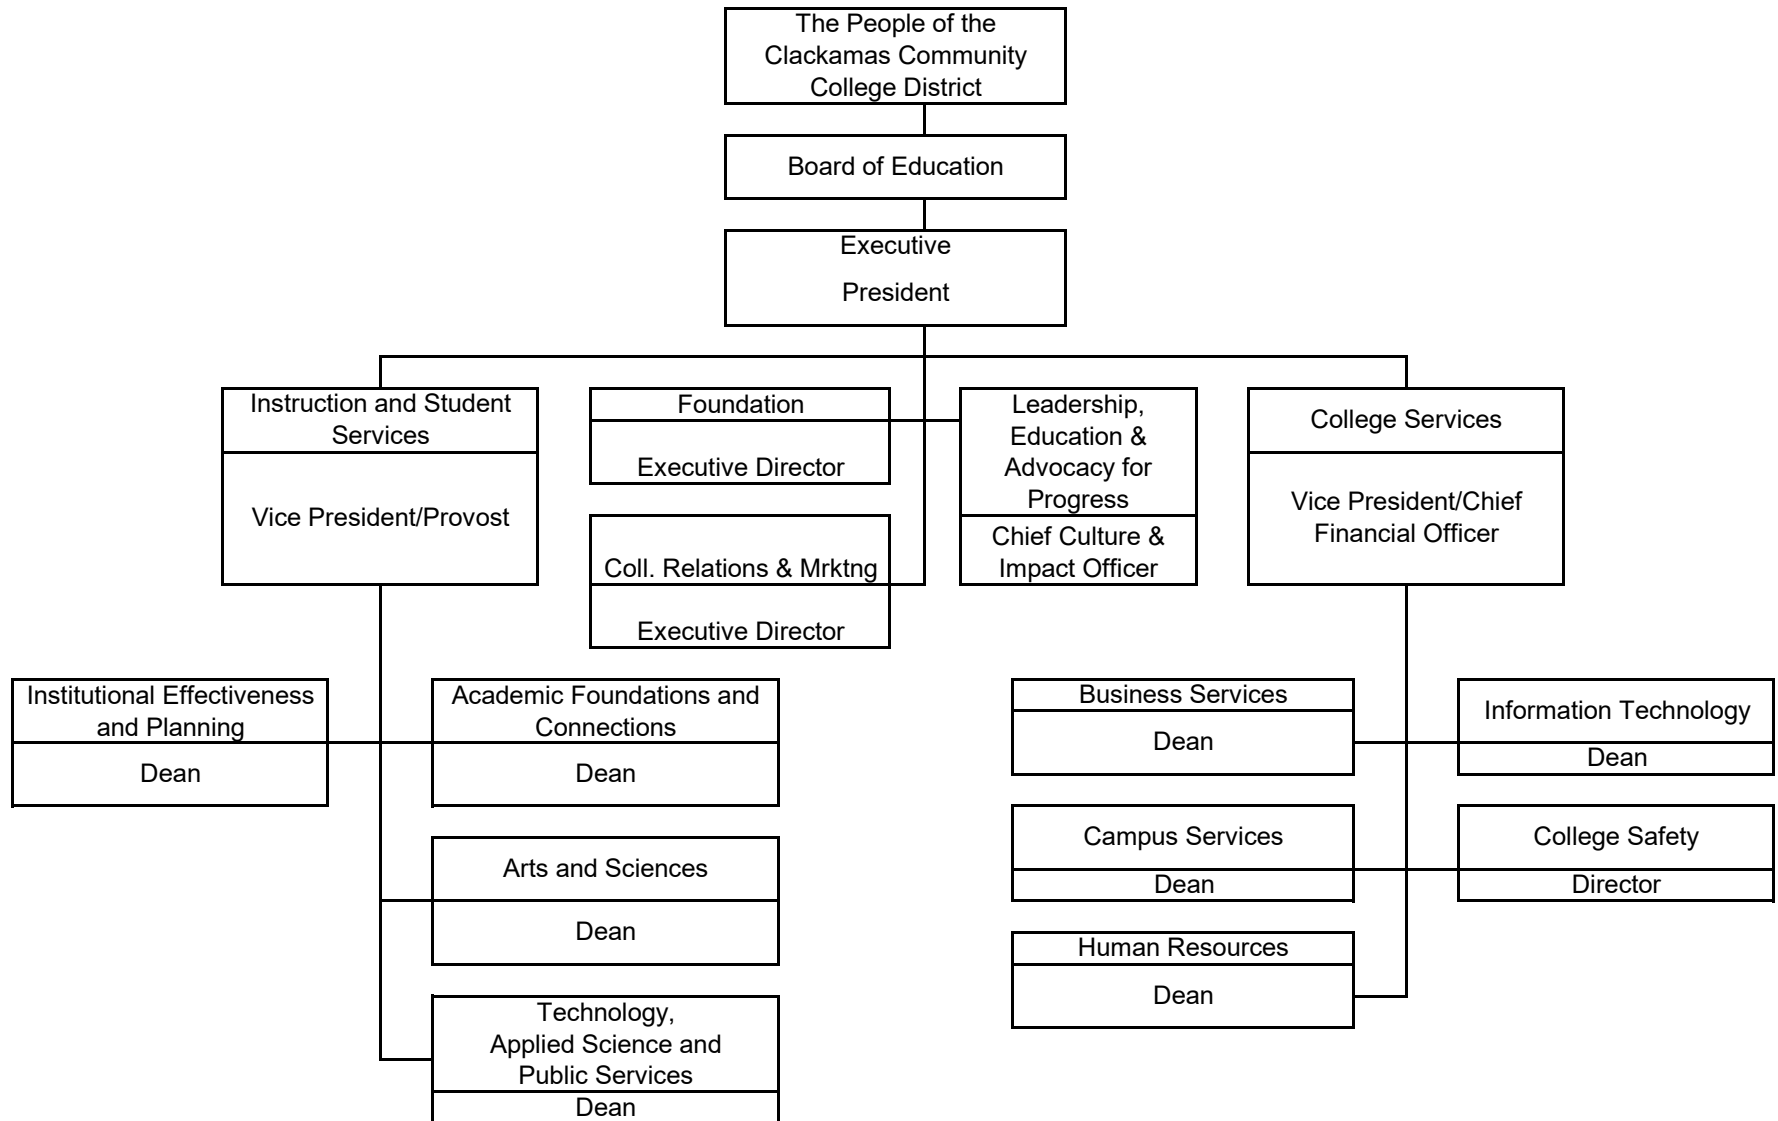 The People of the
Clackamas Community
College District
Board of Education
Executive
President
Instruction and Student
Services
Vice President/Provost
Foundation
Executive Director
Coll. Relations & Mrktng
Executive Director
Leadership,
Education &
Advocacy for
Progress
Chief Culture &
Impact Officer
College Services
Vice President/Chief
Financial Officer
Institutional Effectiveness
and Planning
Dean
Academic Foundations and
Connections
Dean
Arts and Sciences
Dean
Technology,
Applied Science and
Public Services
Dean
Business Services
Dean
Information Technology
Dean
Campus Services
Dean
College Safety
Director
Human Resources
Dean